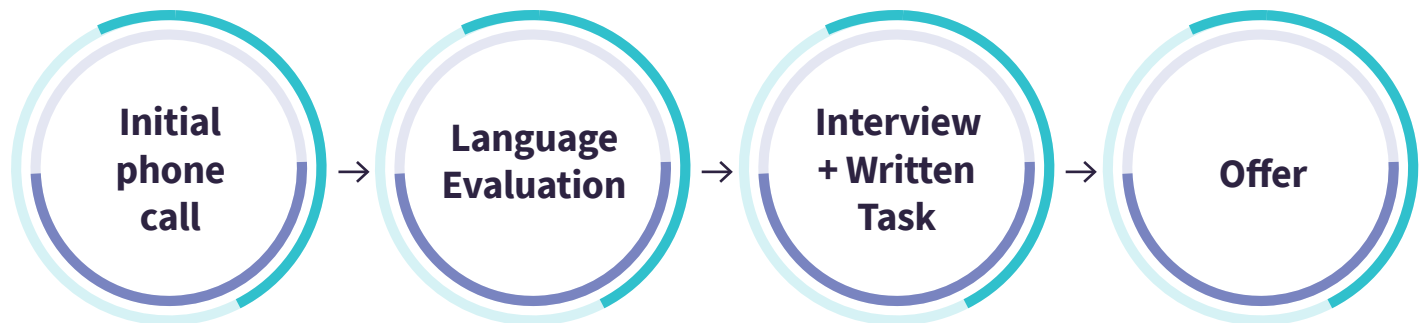 Initial
phone
call
→
Language
Evaluation
→
Interview
+ Written
Task
→
Offer